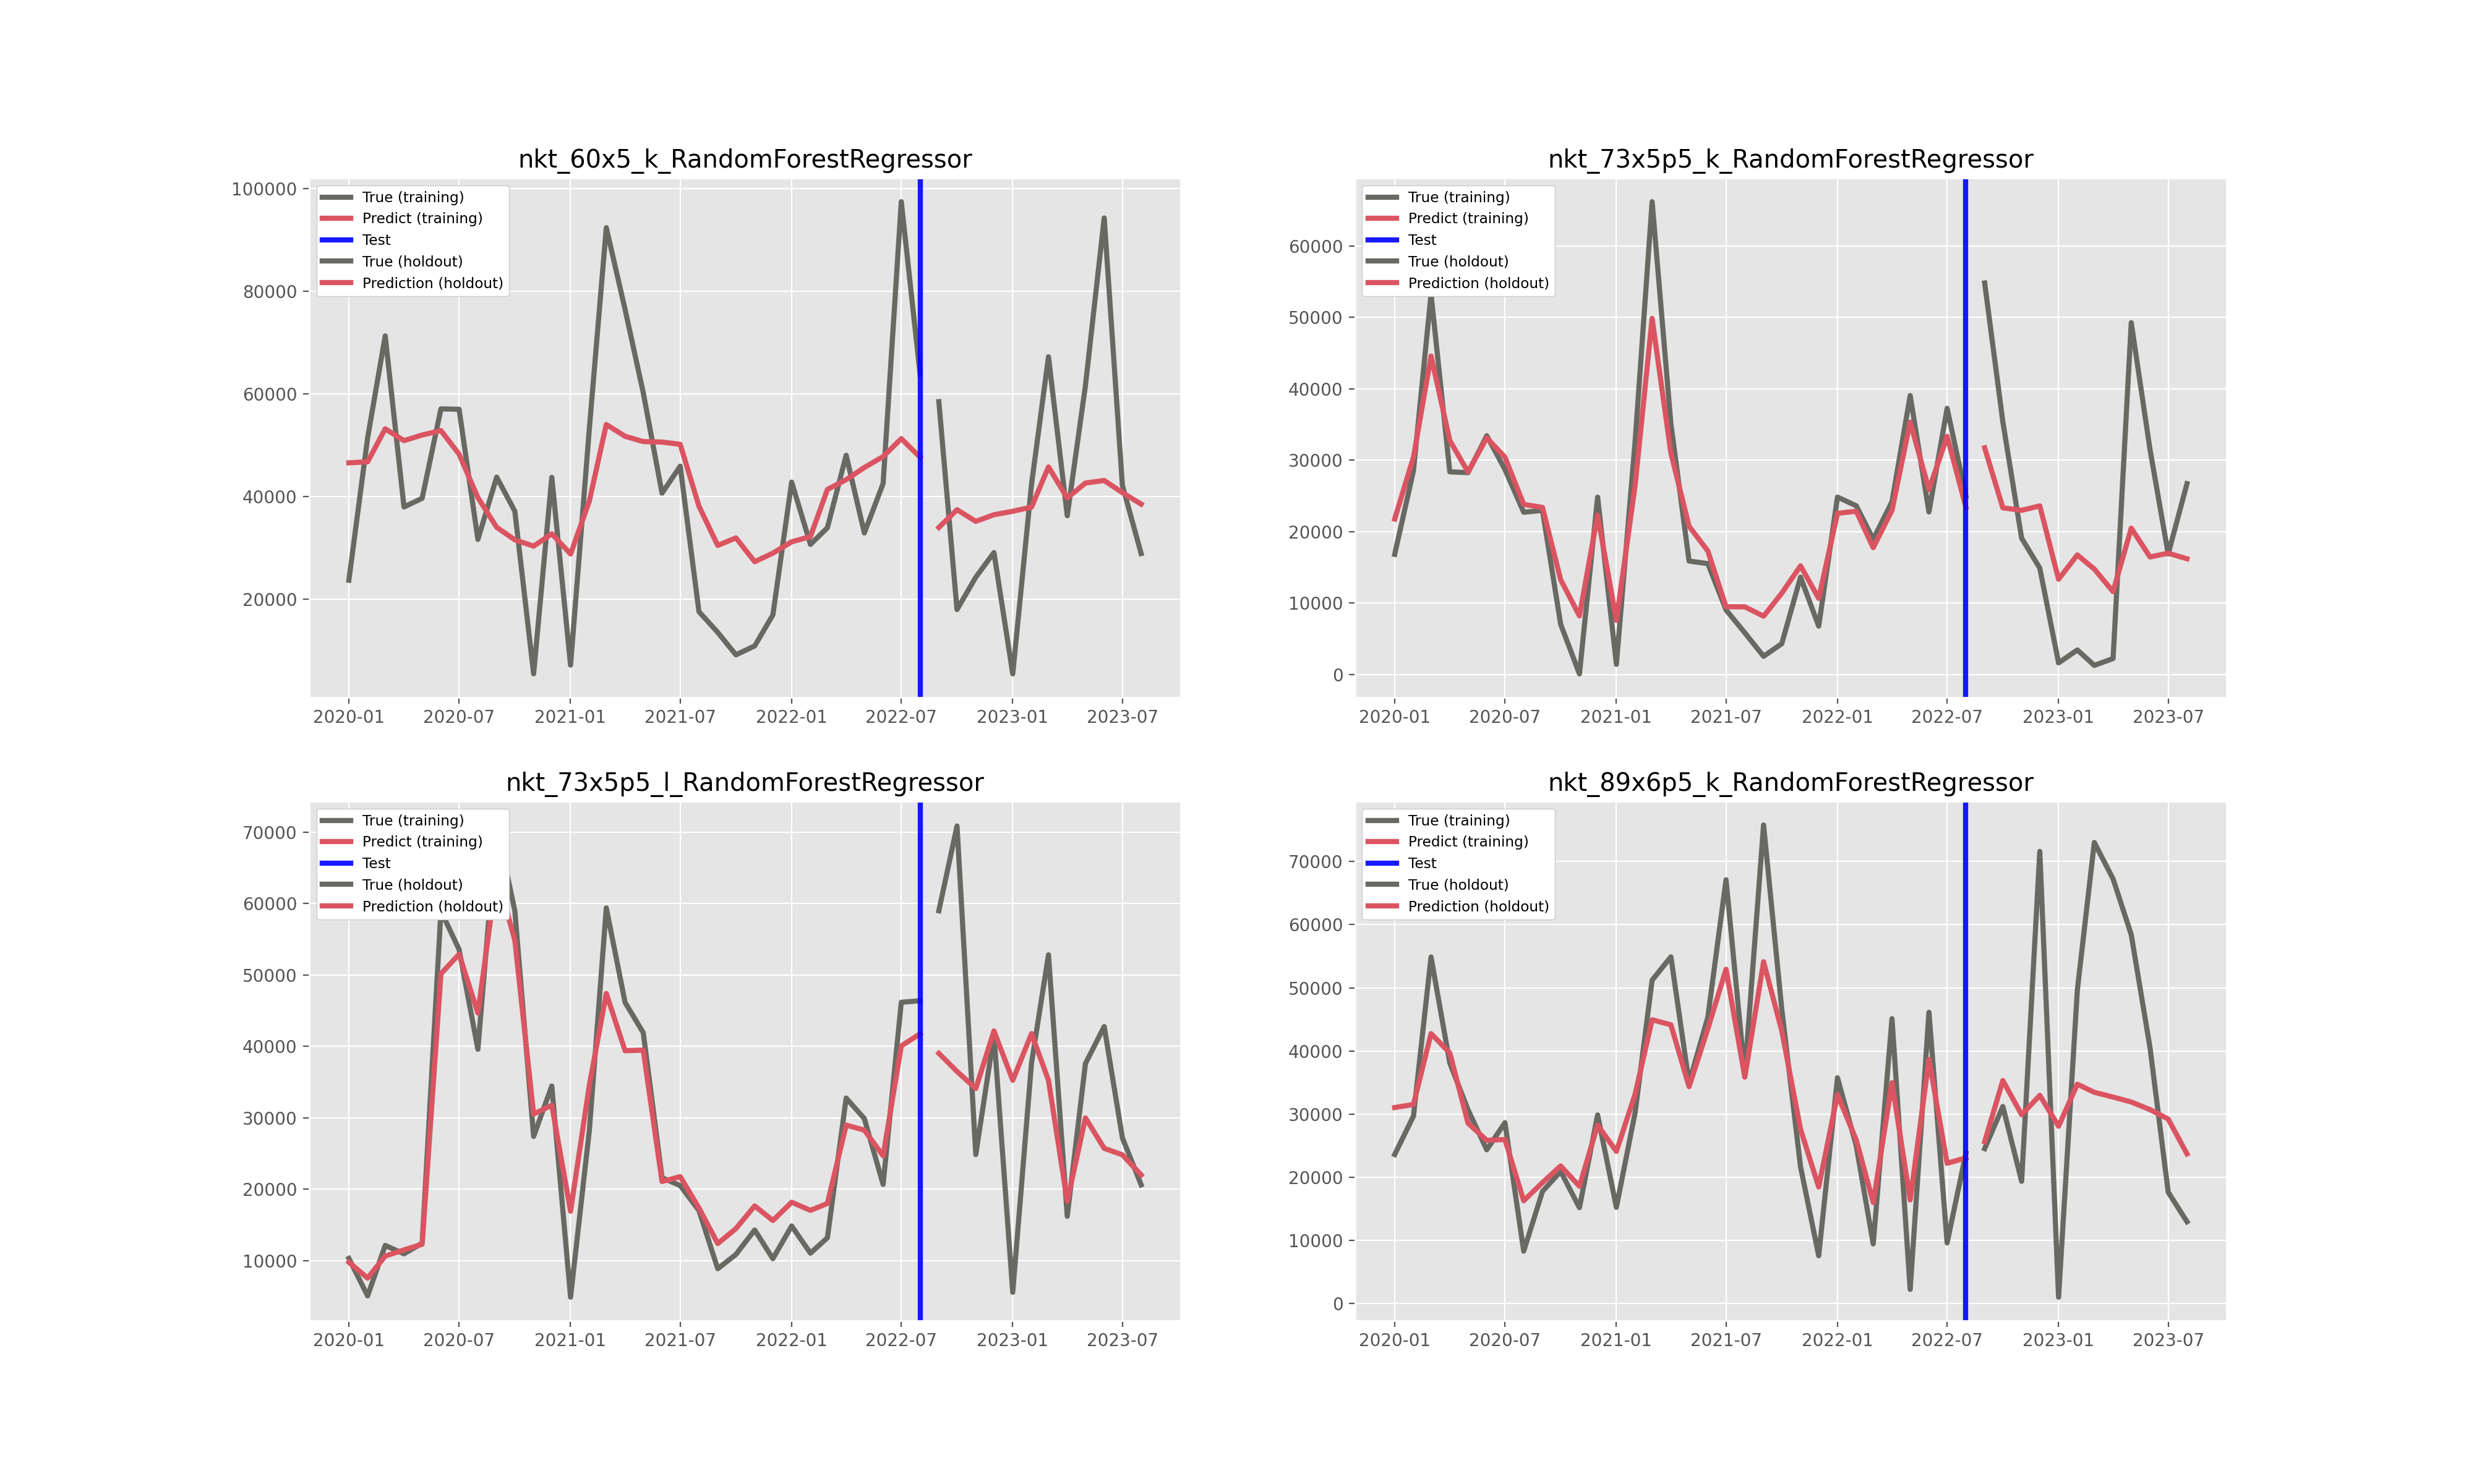 nkt_60x5_k_RandomForestRegressor
True (training)
Predict (training)
Test
True (holdout)
Prediction (holdout)
100000
80000
60000
40000
20000
2020-01 2020-07 2021-01 2021-07 2022-01 2022-07 2023-01 2023-07
nkt_73x5p5_k_RandomForestRegressor
True (training)
Predict (training)
Test
True (holdout)
Prediction (holdout)
60000
50000
40000
30000
20000
10000
0
2020-01 2020-07 2021-01 2021-07 2022-01 2022-07 2023-01 2023-07
nkt_73x5p5_l_RandomForestRegressor
True (training)
Predict (training)
Test
True (holdout)
Prediction (holdout)
70000
60000
50000
40000
30000
20000
10000
2020-01 2020-07 2021-01 2021-07 2022-01 2022-07 2023-01 2023-07
nkt_89x6p5_k_RandomForestRegressor
True (training)
Predict (training)
Test
True (holdout)
Prediction (holdout)
70000
60000
50000
40000
30000
20000
10000
0
2020-01 2020-07 2021-01 2021-07 2022-01 2022-07 2023-01 2023-07